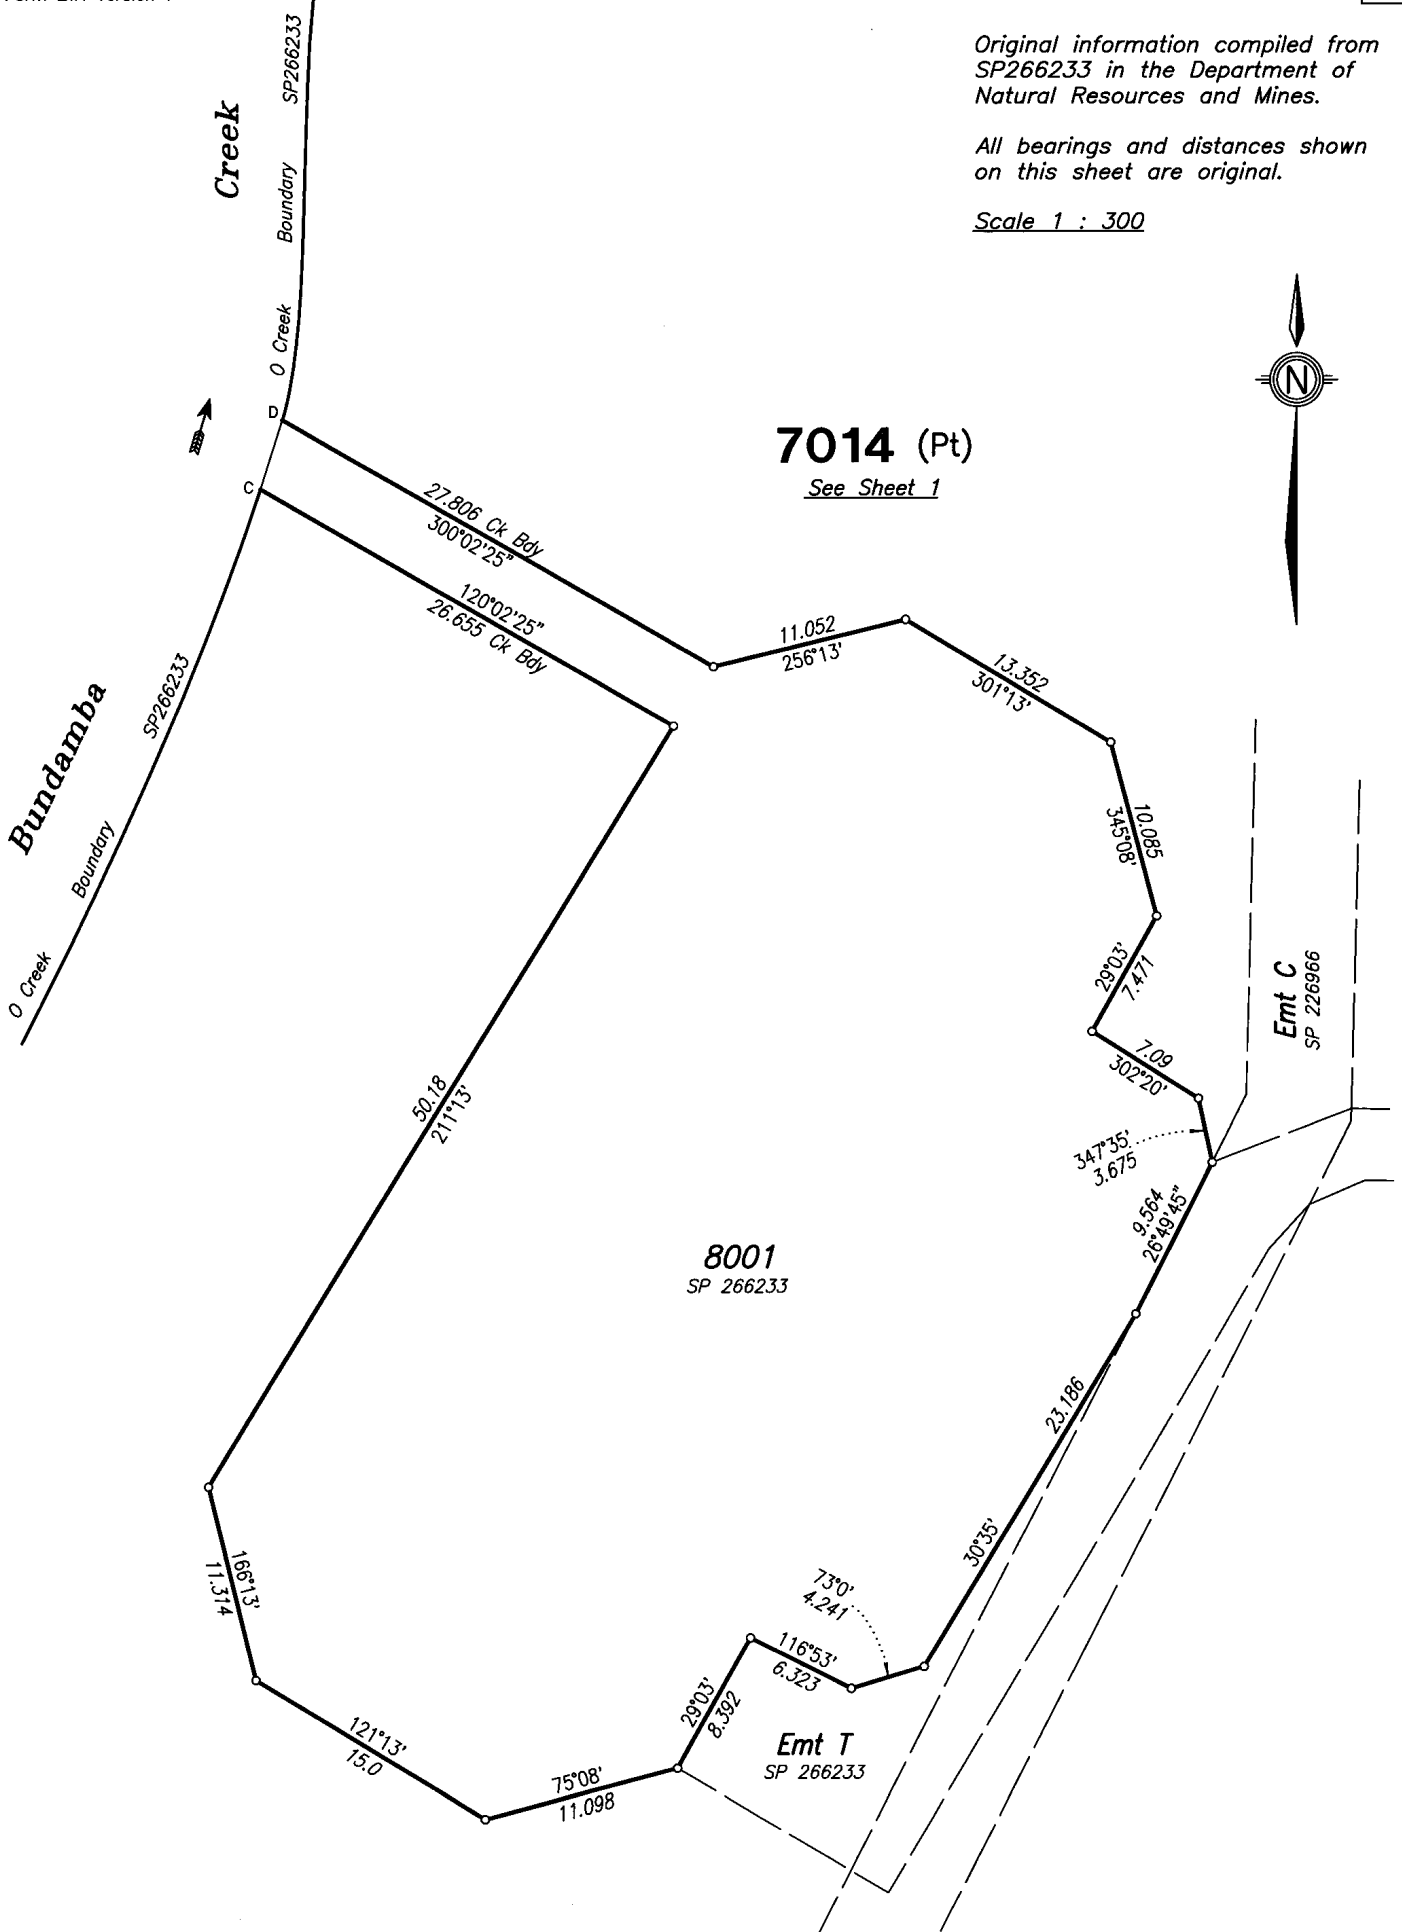 Original information compiled from
SP266233 in the Department of
Natural Resources and Mines.
All bearings and distances shown
on this sheet are original.
Scale 1 : 300
SP266233
Creek
Boundary
O Creek
D
C
N
7014 (Pt)
See Sheet 1
27.806 Ck Bdy
300°02'25"
120°02'25"
26.655 Ck Bdy
11.052
256°13'
13.352
301°13'
10.085
345°08'
29°03'
7.471
7.09
302°20'
347°35'
3.675
9.564
26°49'45"
Emt C
SP 226966
SP266233
Bundamba
Boundary
O Creek
50.18
211°13'
8001
SP 266233
23.186
30°35'
73°0'
4.241
116°53'
6.323
29°03'
8.392
166°13'
11.314
121°13'
15.0
75°08'
11.098
Emt T
SP 266233